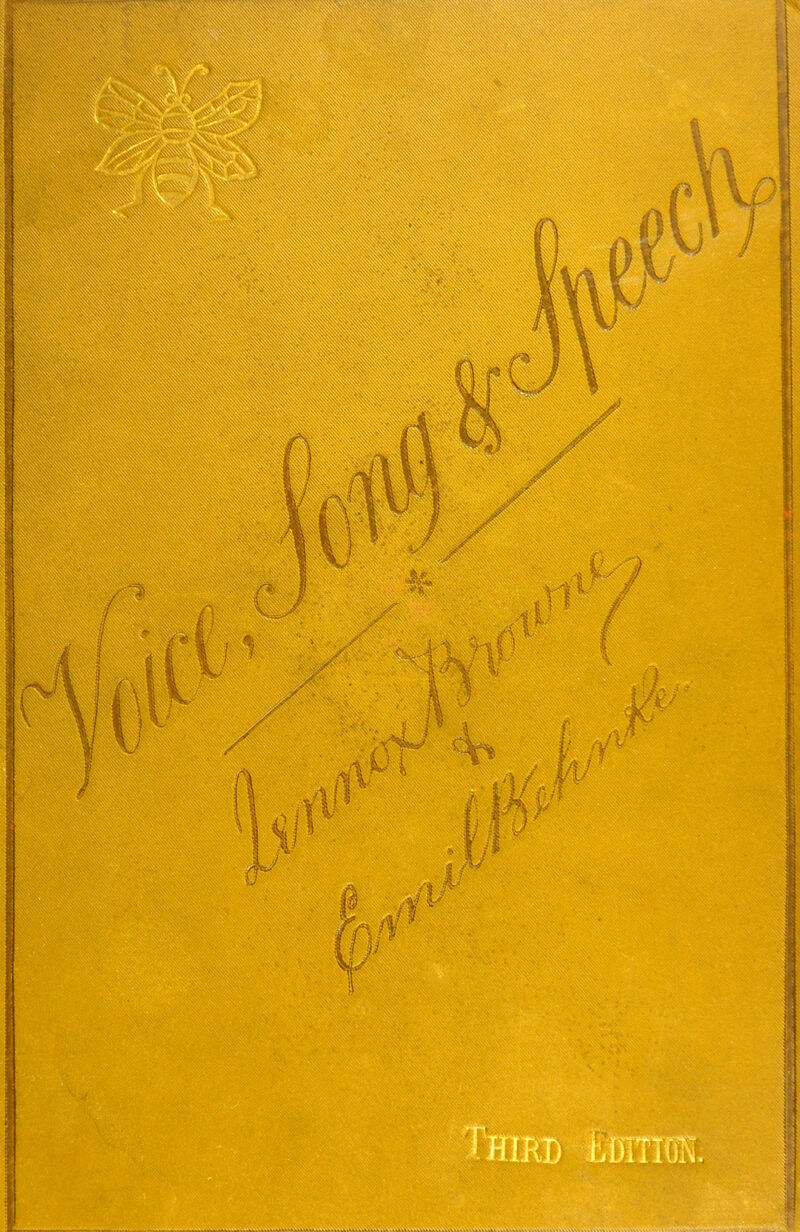 Voice, Song & Speech
Lennox Browne
&
Emil Behnke.
THIRD EDITION.